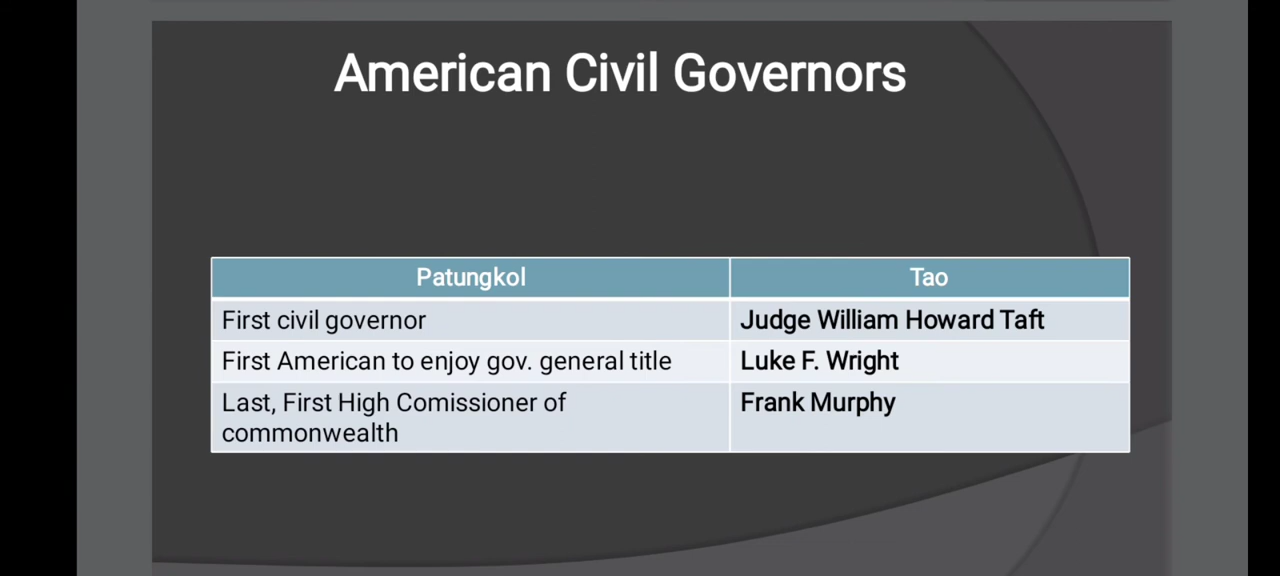 American Civil Governors
Patungkol Tao
First civil governor Judge William Howard Taft
First American to enjoy gov. general title Luke F. Wright
Last, First High Comissioner of Frank Murphy
commonwealth